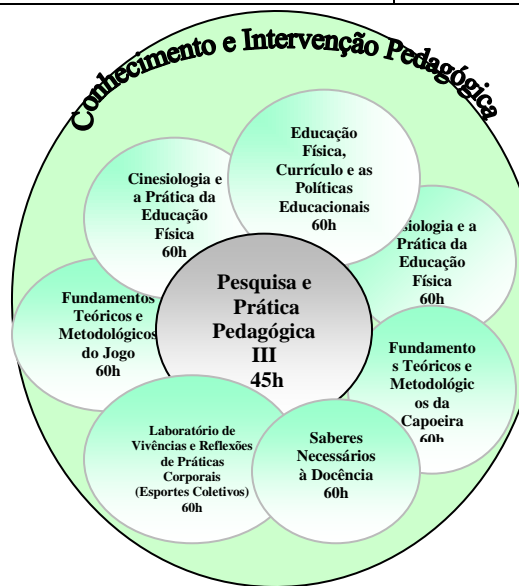 Conhecimento e Intervenção Pedagógica
Educação
Física,
Currículo e as
Políticas
Educacionais
60h
Cinesiologia e
a Prática da
Educação
Física
60h
siologia e a
Prática da
Educação
Física
60h
Pesquisa e
Prática
Pedagógica
III
45h
Fundamentos
Teóricos e
Metodológicos
do Jogo
60h
Fundamento
s Teóricos e
Metodológic
os da
Capoeira
60h
Laboratório de
Vivências e Reflexões
de Práticas
Corporais
(Esportes Coletivos)
60h
Saberes
Necessários
à Docência
60h